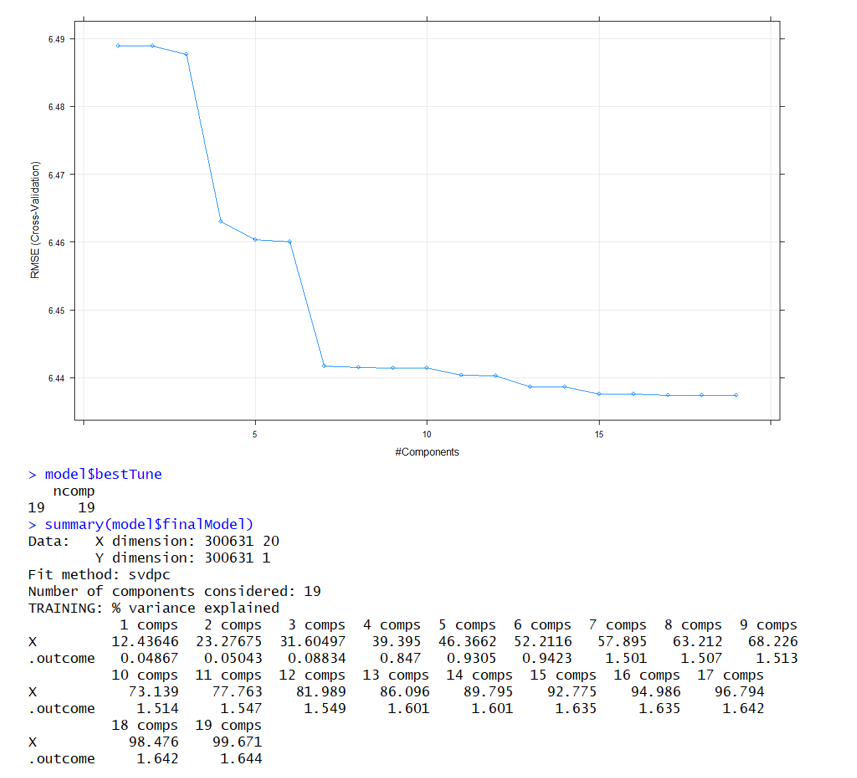 6.49
6.48
6.47
6.46
6.45
6.44
RMSE (Cross-Validation)
5 10 15
#Components
> model$bestTune
ncomp
19 19
> summary(model$finalModel)
Data: X dimension: 300631 20
Y dimension: 300631 1
Fit method: svdpc
Number of components considered: 19
TRAINING: % variance explained
1 comps 2 comps 3 comps 4 comps 5 comps 6 comps 7 comps 8 comps 9 comps
X 12.43646 23.27675 31.60497 39.395 46.3662 52.2116 57.895 63.212 68.226
.outcome 0.04867 0.05043 0.08834 0.847 0.9305 0.9423 1.501 1.507 1.513
10 comps 11 comps 12 comps 13 comps 14 comps 15 comps 16 comps 17 comps
X 73.139 77.763 81.989 86.096 89.795 92.775 94.986 96.794
.outcome 1.514 1.547 1.549 1.601 1.601 1.635 1.635 1.642
18 comps 19 comps
X 98.476 99.671
.outcome 1.642 1.644